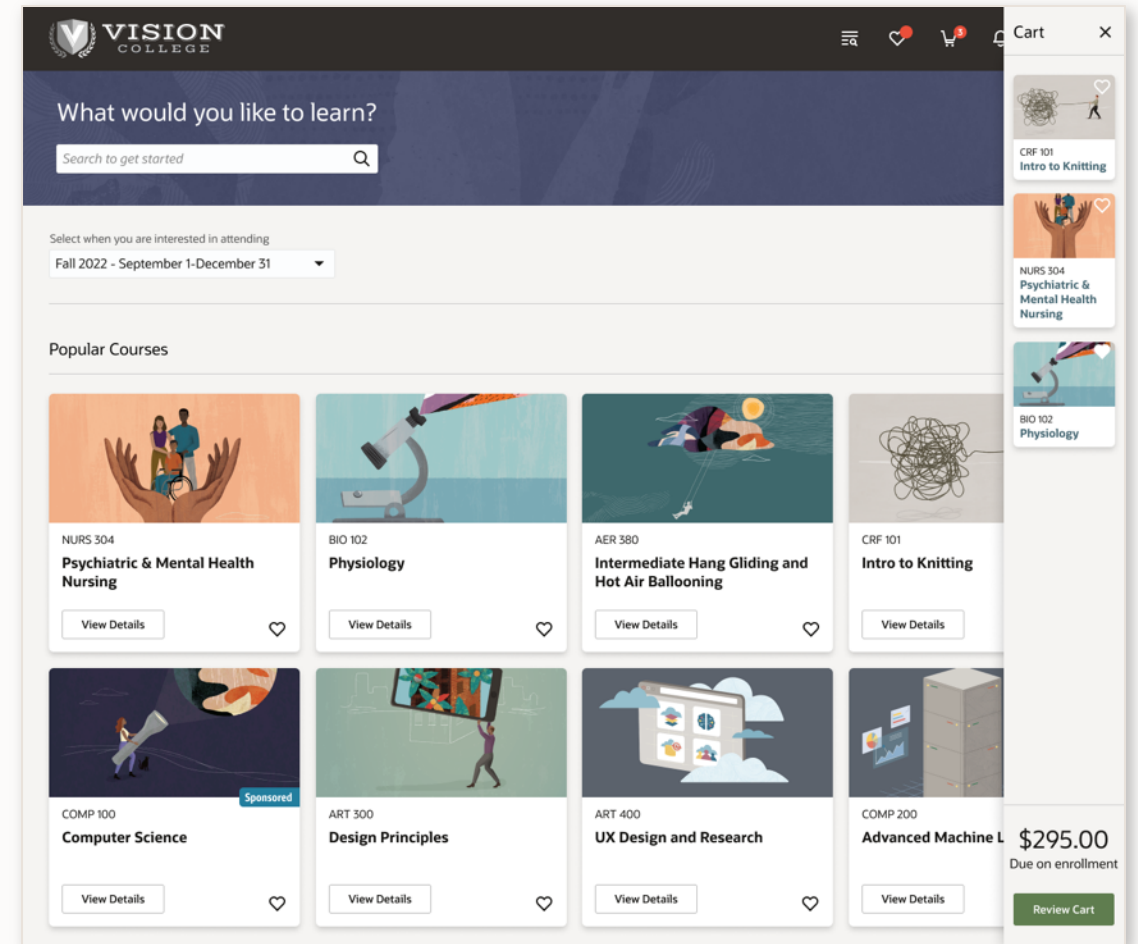 VISION
COLLEGE
3
Cart
What would you like to learn?
Search to get started
Select when you are interested in attending
Fall 2022 - September 1-December 31
Popular Courses
NURS 304
Psychiatric & Mental Health
Nursing
View Details
BIO 102
Physiology
View Details
AER 380
Intermediate Hang Gliding and
Hot Air Ballooning
View Details
CRF 101
Intro to Knitting
View Details
Sponsored
COMP 100
Computer Science
View Details
ART 300
Design Principles
View Details
ART 400
UX Design and Research
View Details
COMP 200
Advanced Machine L
View Details
CRF 101
Intro to Knitting
NURS 304
Psychiatric &
Mental Health
Nursing
BIO 102
Physiology
$295.00
Due on enrollment
Review Cart